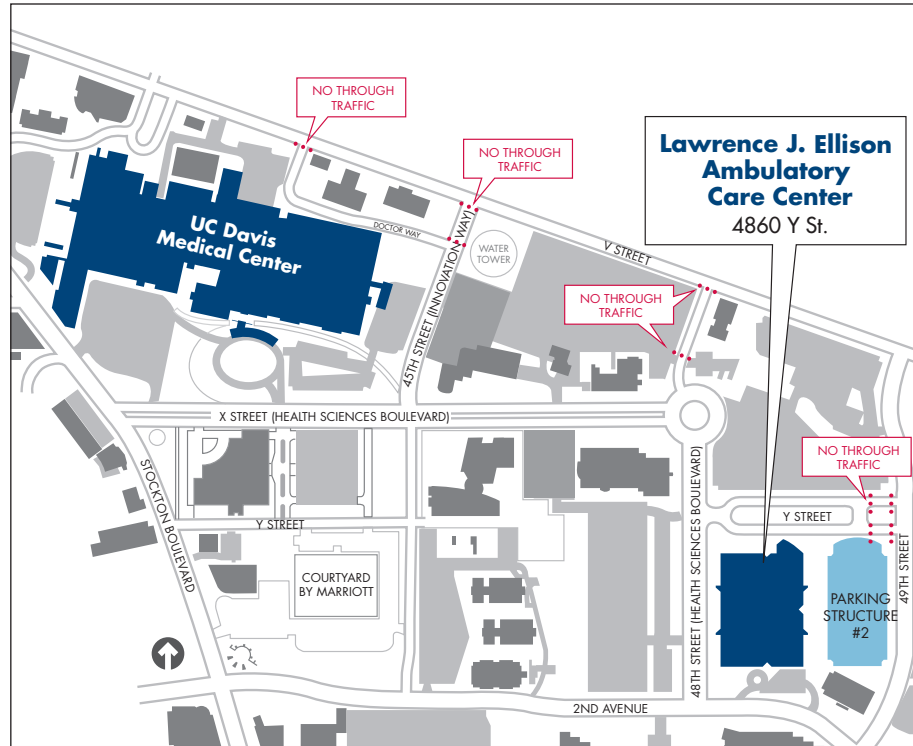 NO THROUGH
TRAFFIC
NO THROUGH
TRAFFIC
Lawrence J. Ellison
Ambulatory
Care Center
4860 Y St.
UC Davis
Medical Center
DOCTOR WAY
WATER
TOWER
V STREET
45TH STREET (INNOVATION WAY)
NO THROUGH
TRAFFIC
X STREET (HEALTH SCIENCES BOULEVARD)
NO THROUGH
TRAFFIC
STOCKTON BOULEVARD
Y STREET
48TH STREET (HEALTH SCIENCES BOULEVARD)
Y STREET
49TH STREET
COURTYARD
BY MARRIOTT
PARKING
STRUCTURE
#2
2ND AVENUE